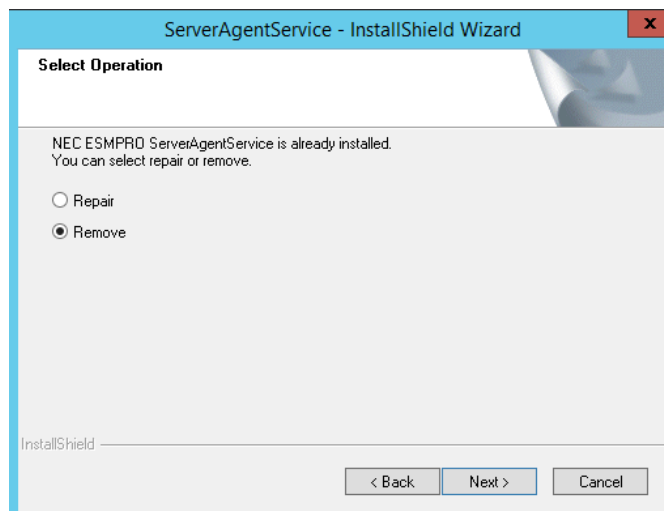 ServerAgentService - InstallShield Wizard
x
Select Operation
NEC ESMPRO ServerAgentService is already installed.
You can select repair or remove.
Repair
Remove
InstallShield
< Back
Next >
Cancel